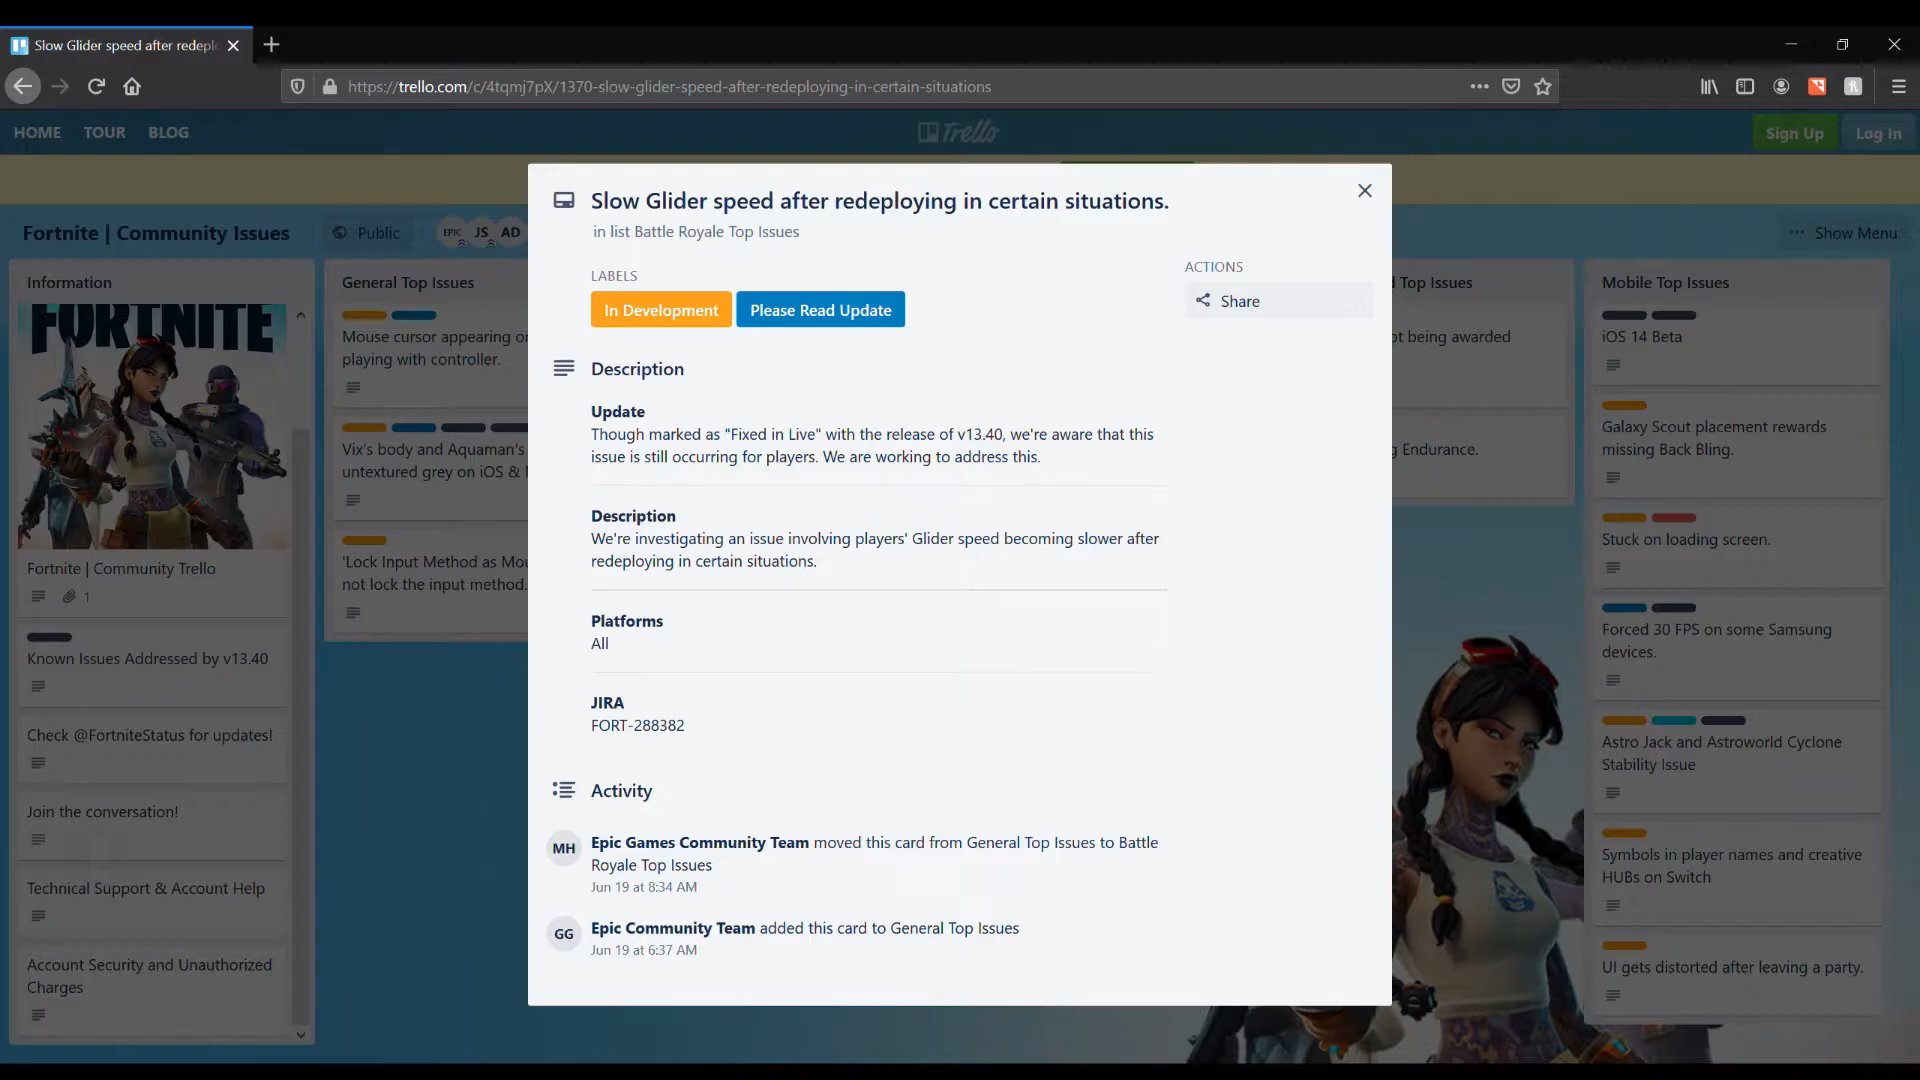 Slow Glider speed after redepl
https://trello.com/c/4tqmj7pX/1370-slow-glider-speed-after-redeploying-in-certain-situations
HOME TOUR BLOG
Trello
Sign Up Log In
Fortnite | Community Issues
Public
EPIC JS AD
Show Menu
Information
FORTNITE
Fortnite | Community Trello
1
Known Issues Addressed by v13.40
Check @FortniteStatus for updates!
Join the conversation!
Technical Support & Account Help
Account Security and Unauthorized
Charges
General Top Issues
Mouse cursor appearing
playing with controller.
Vix's body and Aquaman's
untextured grey on iOS &
'Lock Input Method as
not lock the input method.
Slow Glider speed after redeploying in certain situations.
in list Battle Royale Top Issues
LABELS
In Development Please Read Update
ACTIONS
Share
Description
Update
Though marked as "Fixed in Live" with the release of v13.40, we're aware that this
issue is still occurring for players. We are working to address this.
Description
We're investigating an issue involving players' Glider speed becoming slower after
redeploying in certain situations.
Platforms
All
JIRA
FORT-288382
Activity
MH
Epic Games Community Team moved this card from General Top Issues to Battle
Royale Top Issues
Jun 19 at 8:34 AM
GG
Epic Community Team added this card to General Top Issues
Jun 19 at 6:37 AM
Top Issues
being awarded
Endurance.
Mobile Top Issues
iOS 14 Beta
Galaxy Scout placement rewards
missing Back Bling.
Stuck on loading screen.
Forced 30 FPS on some Samsung
devices.
Astro Jack and Astroworld Cyclone
Stability Issue
Symbols in player names and creative
HUBs on Switch
UI gets distorted after leaving a party.